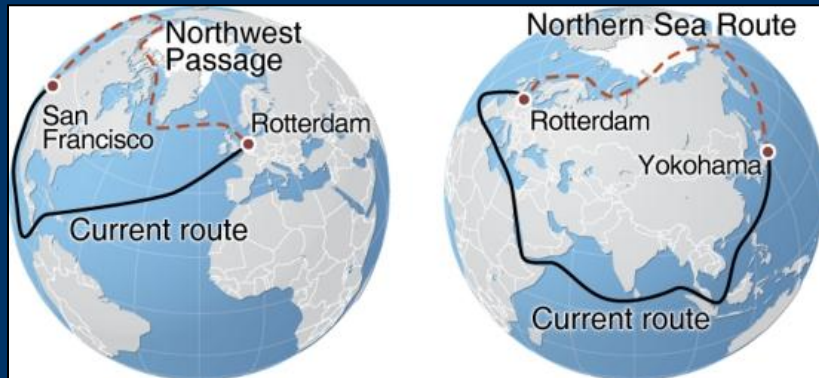 Northwest
Passage
San
Francisco
Rotterdam
Current route
Northern Sea Route
Rotterdam
Yokohama
Current route